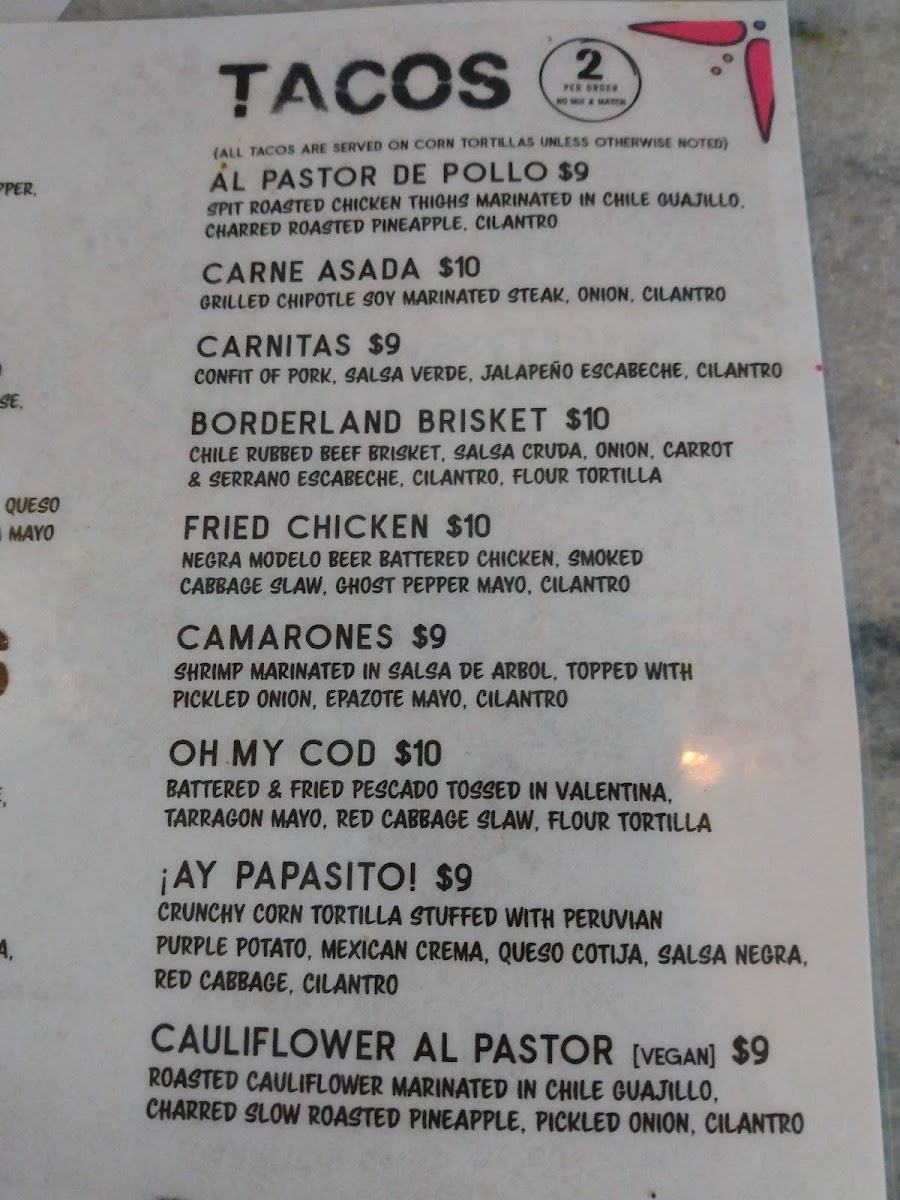 TACOS
2
PER ORDER
NO MIX & MATCH
(ALL TACOS ARE SERVED ON CORN TORTILLAS UNLESS OTHERWISE NOTED)
AL PASTOR DE POLLO $9
SPIT ROASTED CHICKEN THIGHS MARINATED IN CHILE GUAJILLO,
CHARRED ROASTED PINEAPPLE, CILANTRO
CARNE ASADA $10
GRILLED CHIPOTLE SOY MARINATED STEAK, ONION, CILANTRO
CARNITAS $9
CONFIT OF PORK, SALSA VERDE, JALAPEÑO ESCABECHE, CILANTRO
BORDERLAND BRISKET $10
CHILE RUBBED BEEF BRISKET, SALSA CRUDA, ONION, CARROT
& SERRANO ESCABECHE, CILANTRO, FLOUR TORTILLA
FRIED CHICKEN $10
NEGRA MODELO BEER BATTERED CHICKEN, SMOKED
CABBAGE SLAW, GHOST PEPPER MAYO, CILANTRO
CAMARONES $9
SHRIMP MARINATED IN SALSA DE ARBOL, TOPPED WITH
PICKLED ONION, EPAZOTE MAYO, CILANTRO
OH MY COD $10
BATTERED & FRIED PESCADO TOSSED IN VALENTINA,
TARRAGON MAYO, RED CABBAGE SLAW, FLOUR TORTILLA
¡AY PAPASITO! $9
CRUNCHY CORN TORTILLA STUFFED WITH PERUVIAN
PURPLE POTATO, MEXICAN CREMA, QUESO COTIJA, SALSA NEGRA,
RED CABBAGE, CILANTRO
CAULIFLOWER AL PASTOR [VEGAN] $9
ROASTED CAULIFLOWER MARINATED IN CHILE GUAJILLO,
CHARRED SLOW ROASTED PINEAPPLE, PICKLED ONION, CILANTRO
QUESO
MAYO